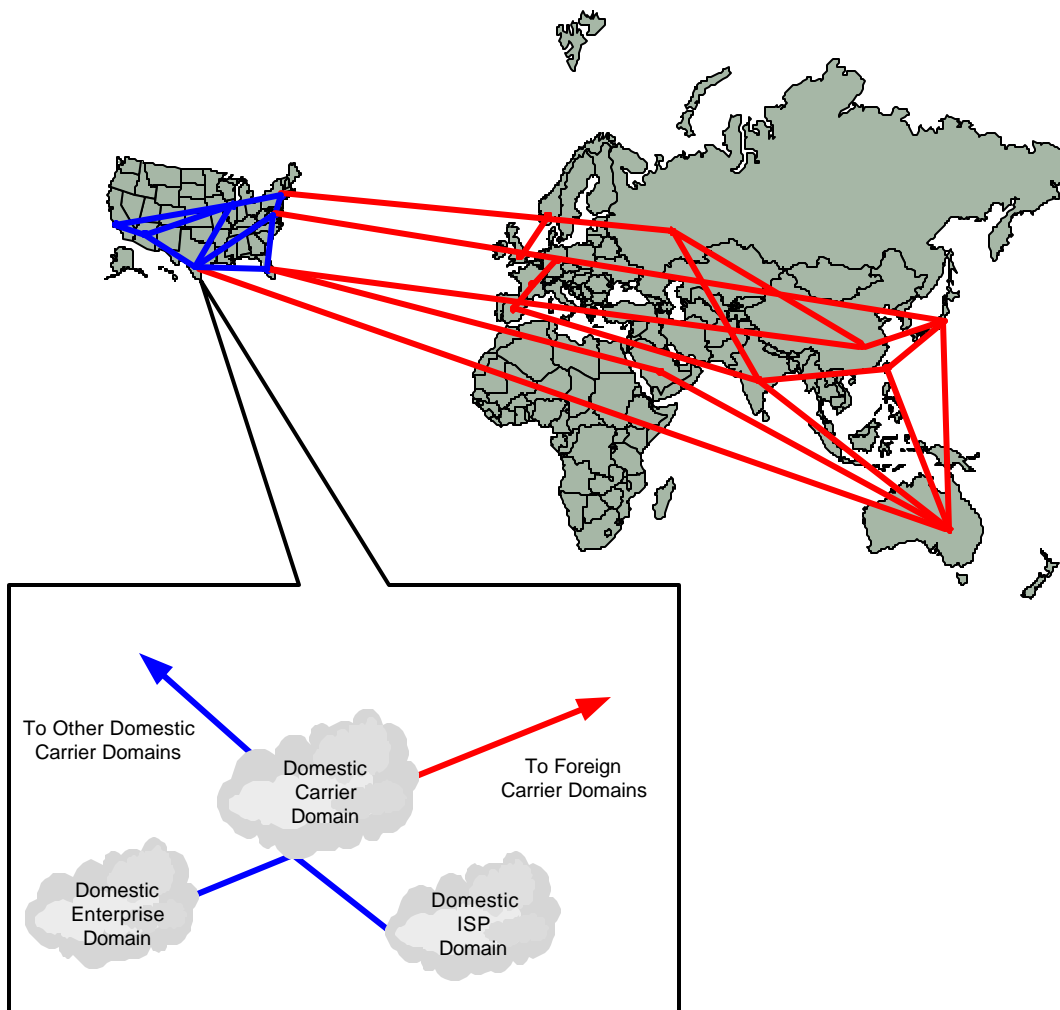 To Other Domestic
Carrier Domains
Domestic
Carrier
Domain
To Foreign
Carrier Domains
Domestic
Enterprise
Domain
Domestic
ISP
Domain